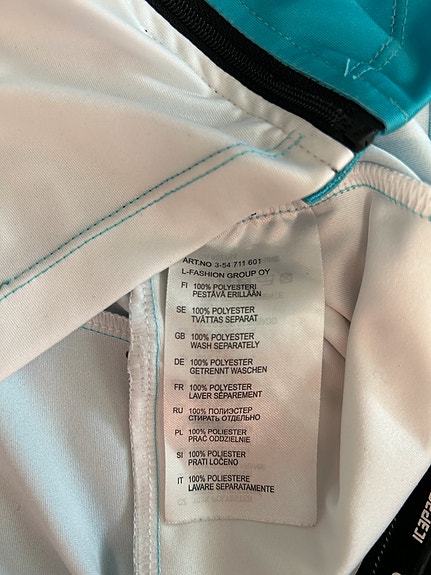 ART.NO 3-54 711 601
L-FASHION GROUP OY
FI 100% POLYESTERI
PESTÄVÄ ERILLÄÄN
SE 100% POLYESTER
TVÄTTAS SEPARAT
GB 100% POLYESTER
WASH SEPARATELY
DE 100% POLYESTER
GETRENNT WASCHEN
FR 100% POLYESTER
LAVER SÉPAREMENT
RU 100% ПОЛИЭСТЕР
СТИРАТЬ ОТДЕЛЬНО
PL 100% POLIESTER
PRAĆ ODDZIELNIE
SI 100% POLIESTER
PRATI LOČENO
IT 100% POLIESTERE
LAVARE SEPARATAMENTE
ICEPEAK